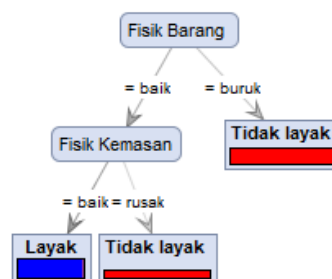 Fisik Barang
= baik
= buruk
Fisik Kemasan
Tidak layak
= baik
= rusak
Layak
Tidak layak